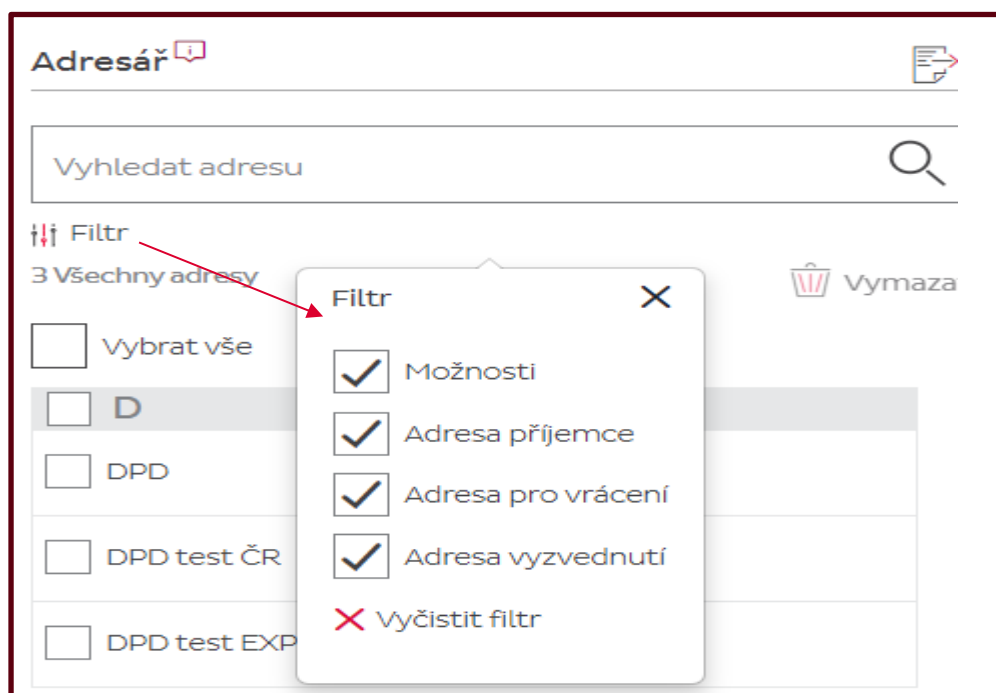 Adresář
Vyhledat adresu
Filtr
3 Všechny adresy
Vymaza
Vybrat vše
D
DPD
DPD test ČR
DPD test EXP
Filtr
Možnosti
Adresa příjemce
Adresa pro vrácení
Adresa vyzvednutí
Vyčistit filtr